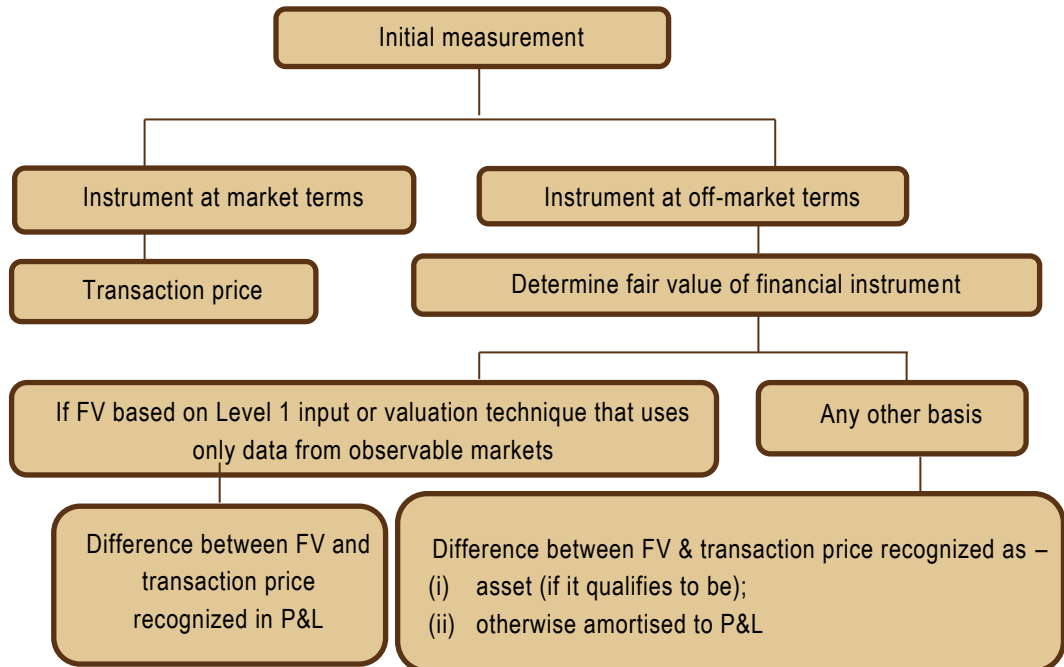 Initial measurement
Instrument at market terms
Instrument at off-market terms
Transaction price
Determine fair value of financial instrument
If FV based on Level 1 input or valuation technique that uses
only data from observable markets
Any other basis
Difference between FV and
transaction price
recognized in P&L
Difference between FV & transaction price recognized as –
(i) asset (if it qualifies to be);
(ii) otherwise amortised to P&L